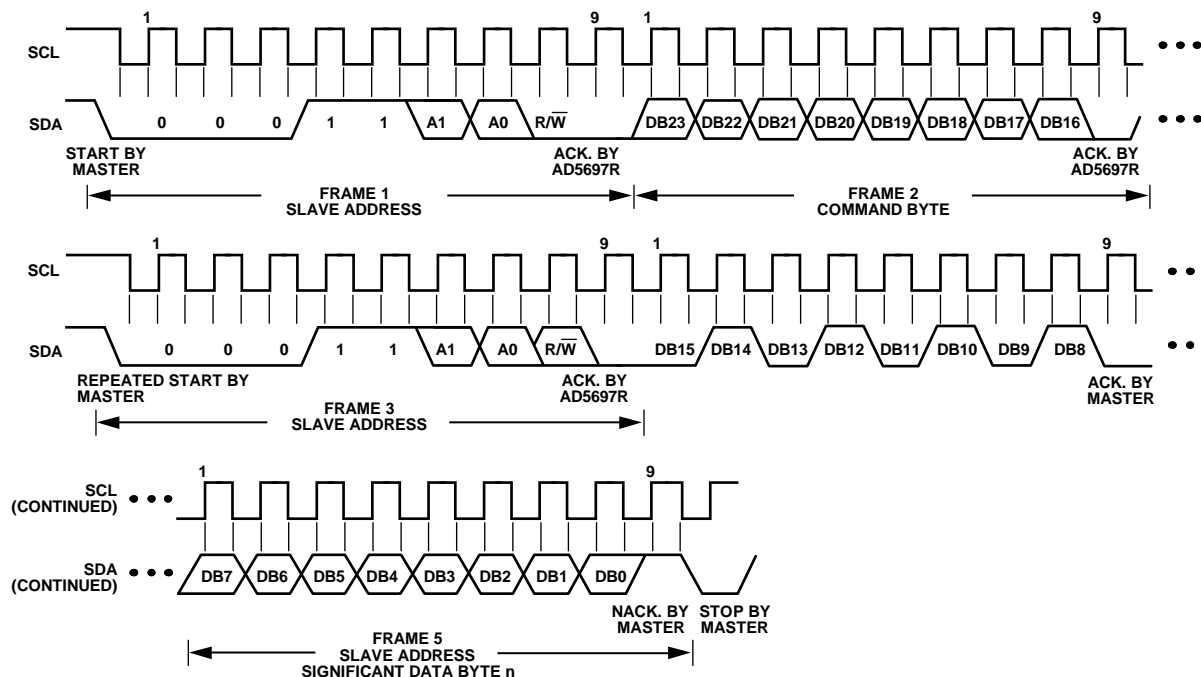 1 9 1 9
SCL
SDA 0 0 0 1 1 A1 A0 R/W̅ DB23 DB22 DB21 DB20 DB19 DB18 DB17 DB16
START BY MASTER
ACK. BY AD5697R
ACK. BY AD5697R
FRAME 1
SLAVE ADDRESS
FRAME 2
COMMAND BYTE
1 9 1 9
SCL
SDA 0 0 0 1 1 A1 A0 R/W̅ DB15 DB14 DB13 DB12 DB11 DB10 DB9 DB8
REPEATED START BY
MASTER
ACK. BY
AD5697R
ACK. BY
MASTER
FRAME 3
SLAVE ADDRESS
1 9
SCL
(CONTINUED)
SDA
(CONTINUED)
DB7 DB6 DB5 DB4 DB3 DB2 DB1 DB0
NACK. BY
MASTER
STOP BY
MASTER
FRAME 5
SLAVE ADDRESS
SIGNIFICANT DATA BYTE n